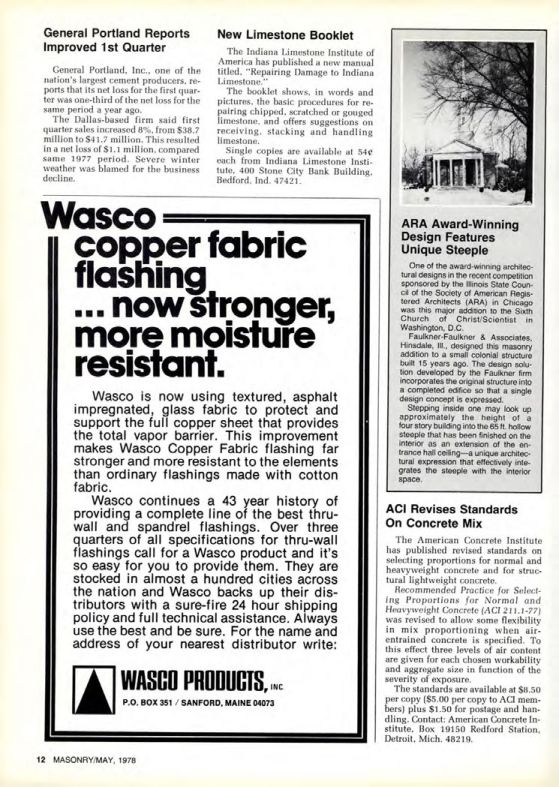 General Portland Reports
Improved 1st Quarter
General Portland, Inc., one of the
nation's largest cement producers, re-
ports that its net loss for the first quar-
ter was one-third of the net loss for the
same period a year ago.
The Dallas-based firm said first
quarter sales increased 8%, from $38.7
million to $41.7 million. This resulted
in a net loss of $1.1 million, compared
same 1977 period. Severe winter
weather was blamed for the business
decline.
New Limestone Booklet
The Indiana Limestone Institute of
America has published a new manual
titled, "Repairing Damage to Indiana
Limestone."
The booklet shows, in words and
pictures, the basic procedures for re-
pairing chipped, scratched or gouged
limestone, and offers suggestions on
receiving, stacking and handling
limestone.
Single copies are available at 54¢
each from Indiana Limestone Insti-
tute, 400 Stone City Bank Building,
Bedford, Ind. 47421.
Wasco
copper fabric
flashing
... now stronger,
more moisture
resistant.
Wasco is now using textured, asphalt
impregnated, glass fabric to protect and
support the full copper sheet that provides
the total vapor barrier. This improvement
makes Wasco Copper Fabric flashing far
stronger and more resistant to the elements
than ordinary flashings made with cotton
fabric.
Wasco continues a 43 year history of
providing a complete line of the best thru-
wall and spandrel flashings. Over three
quarters of all specifications for thru-wall
flashings call for a Wasco product and it's
so easy for you to provide them. They are
stocked in almost a hundred cities across
the nation and Wasco backs up their dis-
tributors with a sure-fire 24 hour shipping
policy and full technical assistance. Always
use the best and be sure. For the name and
address of your nearest distributor write:
WASCO PRODUCTS, INC
P.O. BOX 351 / SANFORD, MAINE 04073
ARA Award-Winning
Design Features
Unique Steeple
One of the award-winning architec-
tural designs in the recent competition
sponsored by the Illinois State Coun-
cil of the Society of American Regis-
tered Architects (ARA) in Chicago
was this major addition to the Sixth
Church of Christ/Scientist in
Washington, D.C.
Faulkner-Faulkner & Associates,
Hinsdale, Ill., designed this masonry
addition to a small colonial structure
built 15 years ago. The design solu-
tion developed by the Faulkner firm
incorporates the original structure into
a completed edifice so that a single
design concept is expressed.
Stepping inside one may look up
approximately the height of a
four story building into the 65 ft. hollow
steeple that has been finished on the
interior as an extension of the en-
trance hall ceiling—a unique architec-
tural expression that effectively inte-
grates the steeple with the interior
space.
ACI Revises Standards
On Concrete Mix
The American Concrete Institute
has published revised standards on
selecting proportions for normal and
heavyweight concrete and for struc-
tural lightweight concrete.
Recommended Practice for Select-
ing Proportions for Normal and
Heavyweight Concrete (ACI 211.1-77)
was revised to allow some flexibility
in mix proportioning when air-
entrained concrete is specified. To
this effect three levels of air content
are given for each chosen workability
and aggregate size in function of the
severity of exposure.
The standards are available at $8.50
per copy ($5.00 per copy to ACI mem-
bers) plus $1.50 for postage and han-
dling. Contact: American Concrete In-
stitute, Box 19150 Redford Station,
Detroit, Mich. 48219.
12 MASONRY/MAY, 1978